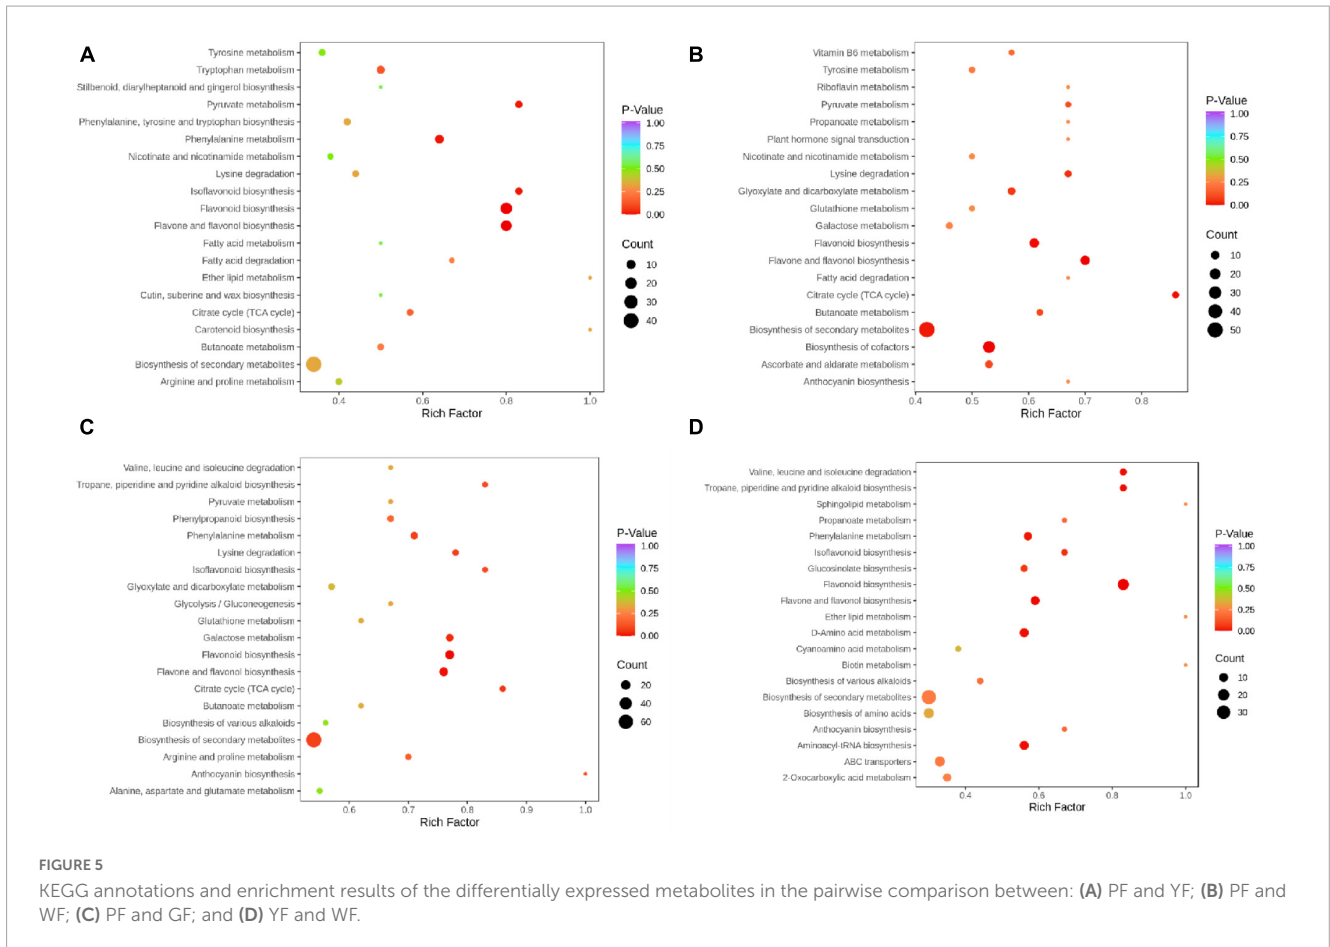 A
Tyrosine metabolism
Tryptophan metabolism
Stilbenoid, diarylheptanoid and gingerol biosynthesis
Pyruvate metabolism
Phenylalanine, tyrosine and tryptophan biosynthesis
Phenylalanine metabolism
Nicotinate and nicotinamide metabolism
Lysine degradation
Isoflavonoid biosynthesis
Flavonoid biosynthesis
Flavone and flavonol biosynthesis
Fatty acid metabolism
Fatty acid degradation
Ether lipid metabolism
Cutin, suberine and wax biosynthesis
Citrate cycle (TCA cycle)
Carotenoid biosynthesis
Butanoate metabolism
Biosynthesis of secondary metabolites
Arginine and proline metabolism
0.4 0.6 0.8 1.0
Rich Factor
P-Value
1.00
0.75
0.50
0.25
0.00
Count
10
20
30
40
B
Vitamin B6 metabolism
Tyrosine metabolism
Riboflavin metabolism
Pyruvate metabolism
Propanoate metabolism
Plant hormone signal transduction
Nicotinate and nicotinamide metabolism
Lysine degradation
Glyoxylate and dicarboxylate metabolism
Glutathione metabolism
Galactose metabolism
Flavonoid biosynthesis
Flavone and flavonol biosynthesis
Fatty acid degradation
Citrate cycle (TCA cycle)
Butanoate metabolism
Biosynthesis of secondary metabolites
Biosynthesis of cofactors
Ascorbate and aldarate metabolism
Anthocyanin biosynthesis
0.4 0.5 0.6 0.7 0.8
Rich Factor
P-Value
1.00
0.75
0.50
0.25
0.00
Count
10
20
30
40
50
C
Valine, leucine and isoleucine degradation
Tropane, piperidine and pyridine alkaloid biosynthesis
Pyruvate metabolism
Phenylpropanoid biosynthesis
Phenylalanine metabolism
Lysine degradation
Isoflavonoid biosynthesis
Glyoxylate and dicarboxylate metabolism
Glycolysis / Gluconeogenesis
Glutathione metabolism
Galactose metabolism
Flavonoid biosynthesis
Flavone and flavonol biosynthesis
Citrate cycle (TCA cycle)
Butanoate metabolism
Biosynthesis of various alkaloids
Biosynthesis of secondary metabolites
Arginine and proline metabolism
Anthocyanin biosynthesis
Alanine, aspartate and glutamate metabolism
0.6 0.7 0.8 0.9 1.0
Rich Factor
P-Value
1.00
0.75
0.50
0.25
0.00
Count
20
40
60
D
Valine, leucine and isoleucine degradation
Tropane, piperidine and pyridine alkaloid biosynthesis
Sphingolipid metabolism
Propanoate metabolism
Phenylalanine metabolism
Isoflavonoid biosynthesis
Glucosinolate biosynthesis
Flavonoid biosynthesis
Flavone and flavonol biosynthesis
Ether lipid metabolism
D-Amino acid metabolism
Cyanoamino acid metabolism
Biotin metabolism
Biosynthesis of various alkaloids
Biosynthesis of secondary metabolites
Biosynthesis of amino acids
Anthocyanin biosynthesis
Aminoacyl-tRNA biosynthesis
ABC transporters
2-Oxocarboxylic acid metabolism
0.4 0.6 0.8 1.0
Rich Factor
P-Value
1.00
0.75
0.50
0.25
0.00
Count
10
20
30
FIGURE 5
KEGG annotations and enrichment results of the differentially expressed metabolites in the pairwise comparison between: (A) PF and YF; (B) PF and
WF; (C) PF and GF; and (D) YF and WF.